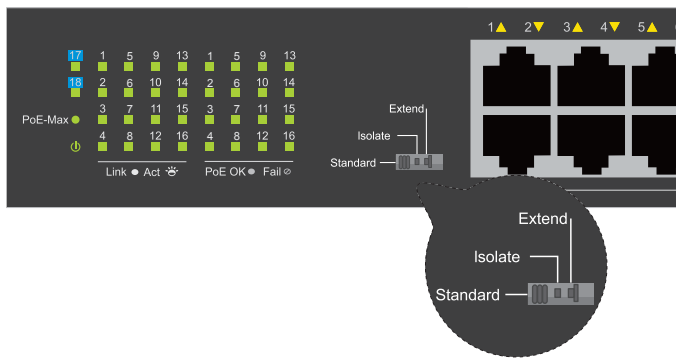 1▲ 2▼ 3▲ 4▼ 5▲
17 1 5 9 13 1 5 9 13
18 2 6 10 14 2 6 10 14
PoE-Max 3 7 11 15 3 7 11 15
4 8 12 16 4 8 12 16
Link ● Act PoE OK ● Fail ⊘
Extend
Isolate
Standard
Extend
Isolate
Standard